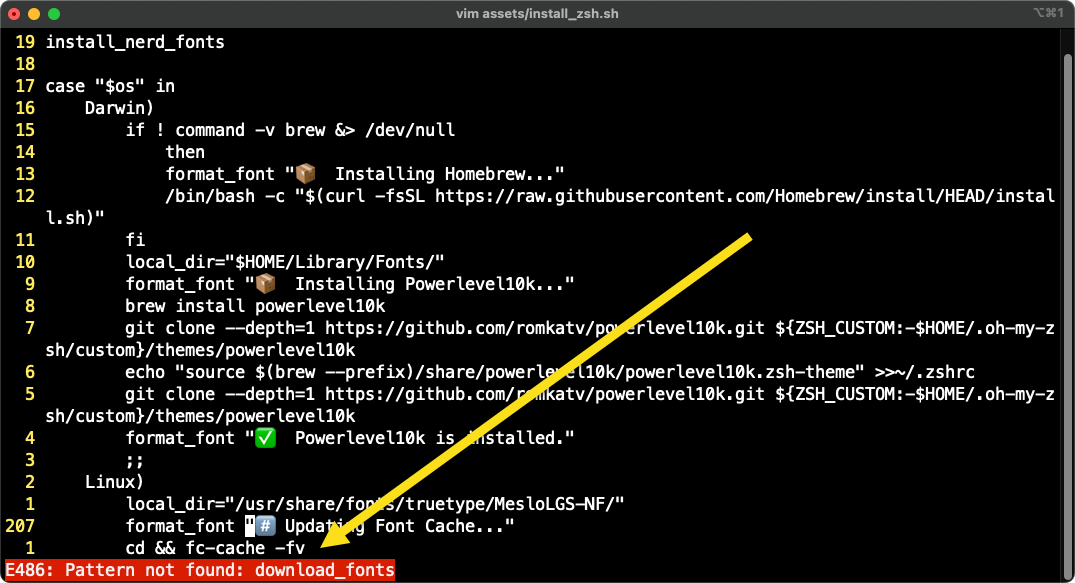 vim assets/install_zsh.sh
⌥⌘1
19 install_nerd_fonts
18
17 case "$os" in
16     Darwin)
15         if ! command -v brew &> /dev/null
14             then
13             format_font "📦  Installing Homebrew..."
12             /bin/bash -c "$(curl -fsSL https://raw.githubusercontent.com/Homebrew/install/HEAD/instal
l.sh)"
11         fi
10         local_dir="$HOME/Library/Fonts/"
9         format_font "📦  Installing Powerlevel10k..."
8         brew install powerlevel10k
7         git clone --depth=1 https://github.com/romkatv/powerlevel10k.git ${ZSH_CUSTOM:-$HOME/.oh-my-z
sh/custom}/themes/powerlevel10k
6         echo "source $(brew --prefix)/share/powerlevel10k/powerlevel10k.zsh-theme" >>~/.zshrc
5         git clone --depth=1 https://github.com/romkatv/powerlevel10k.git ${ZSH_CUSTOM:-$HOME/.oh-my-z
sh/custom}/themes/powerlevel10k
4         format_font "✅  Powerlevel10k is installed."
3         ;;
2     Linux)
1         local_dir="/usr/share/fonts/truetype/MesloLGS-NF/"
207         format_font "#️⃣ Updating Font Cache..."
1         cd && fc-cache -fv
E486: Pattern not found: download_fonts